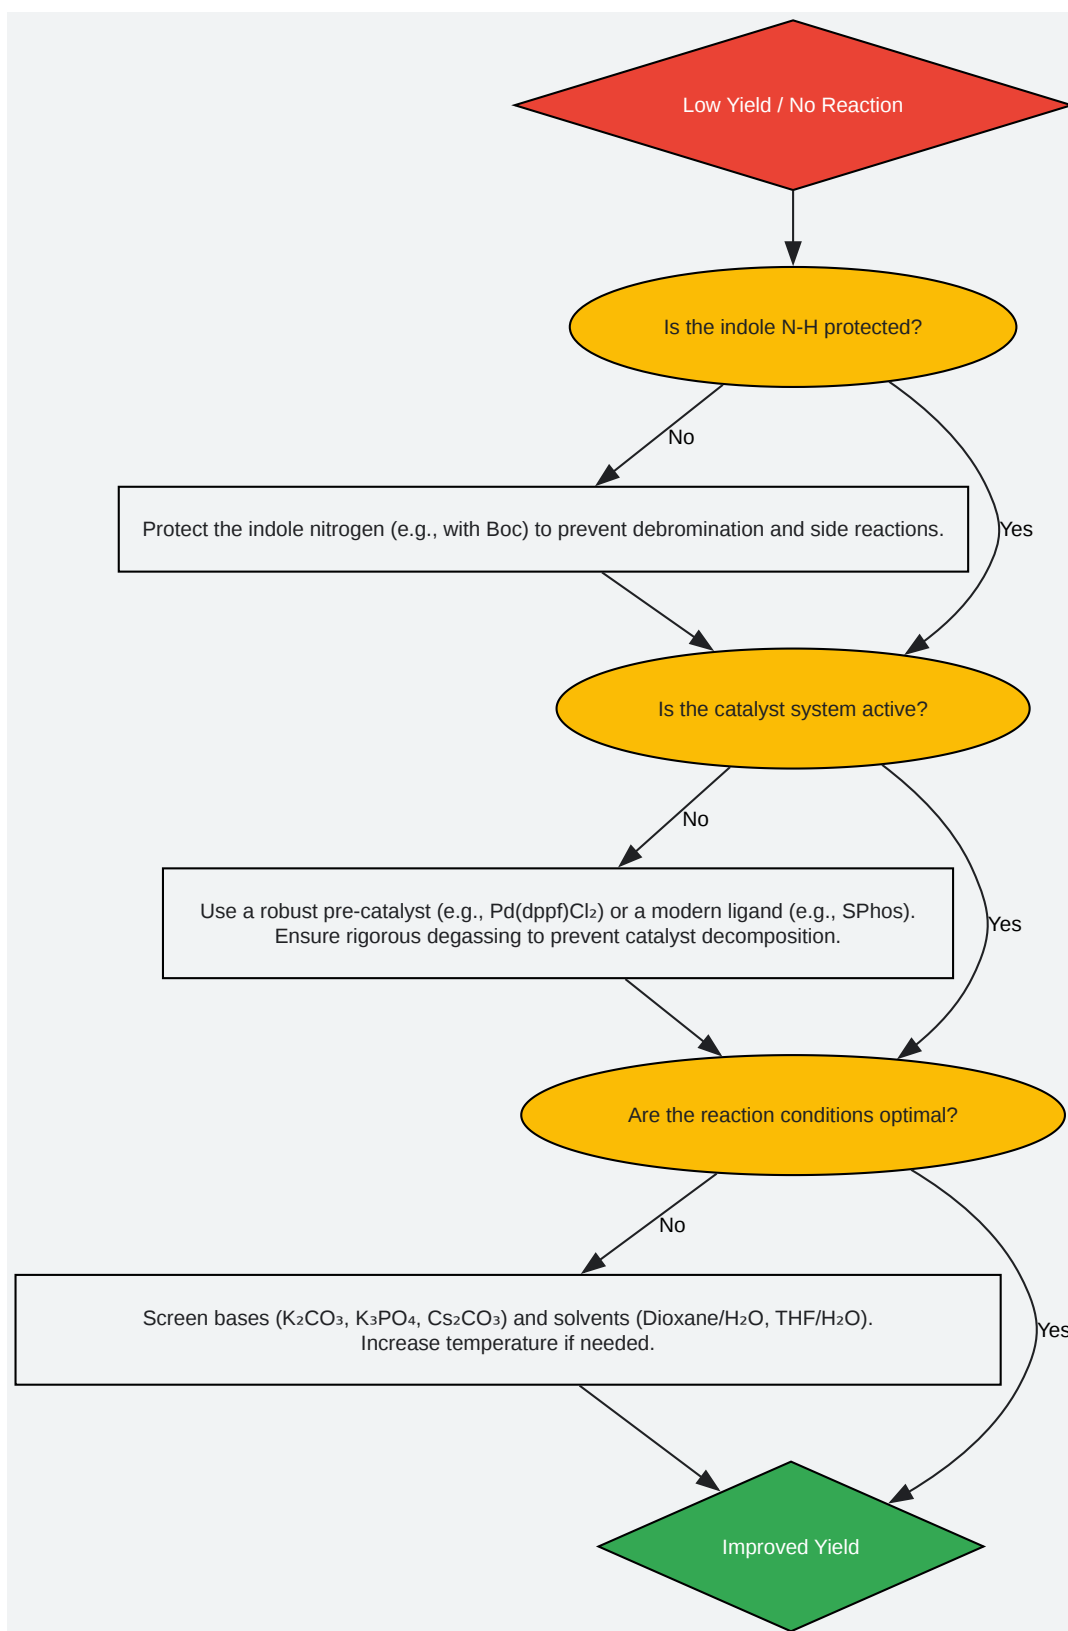 Low Yield / No Reaction
Is the indole N-H protected?
No
Protect the indole nitrogen (e.g., with Boc) to prevent debromination and side reactions.
Yes
Is the catalyst system active?
No
Use a robust pre-catalyst (e.g., Pd(dppf)Cl₂) or a modern ligand (e.g., SPhos).
Ensure rigorous degassing to prevent catalyst decomposition.
Yes
Are the reaction conditions optimal?
No
Screen bases (K₂CO₃, K₃PO₄, Cs₂CO₃) and solvents (Dioxane/H₂O, THF/H₂O).
Increase temperature if needed.
Yes
Improved Yield